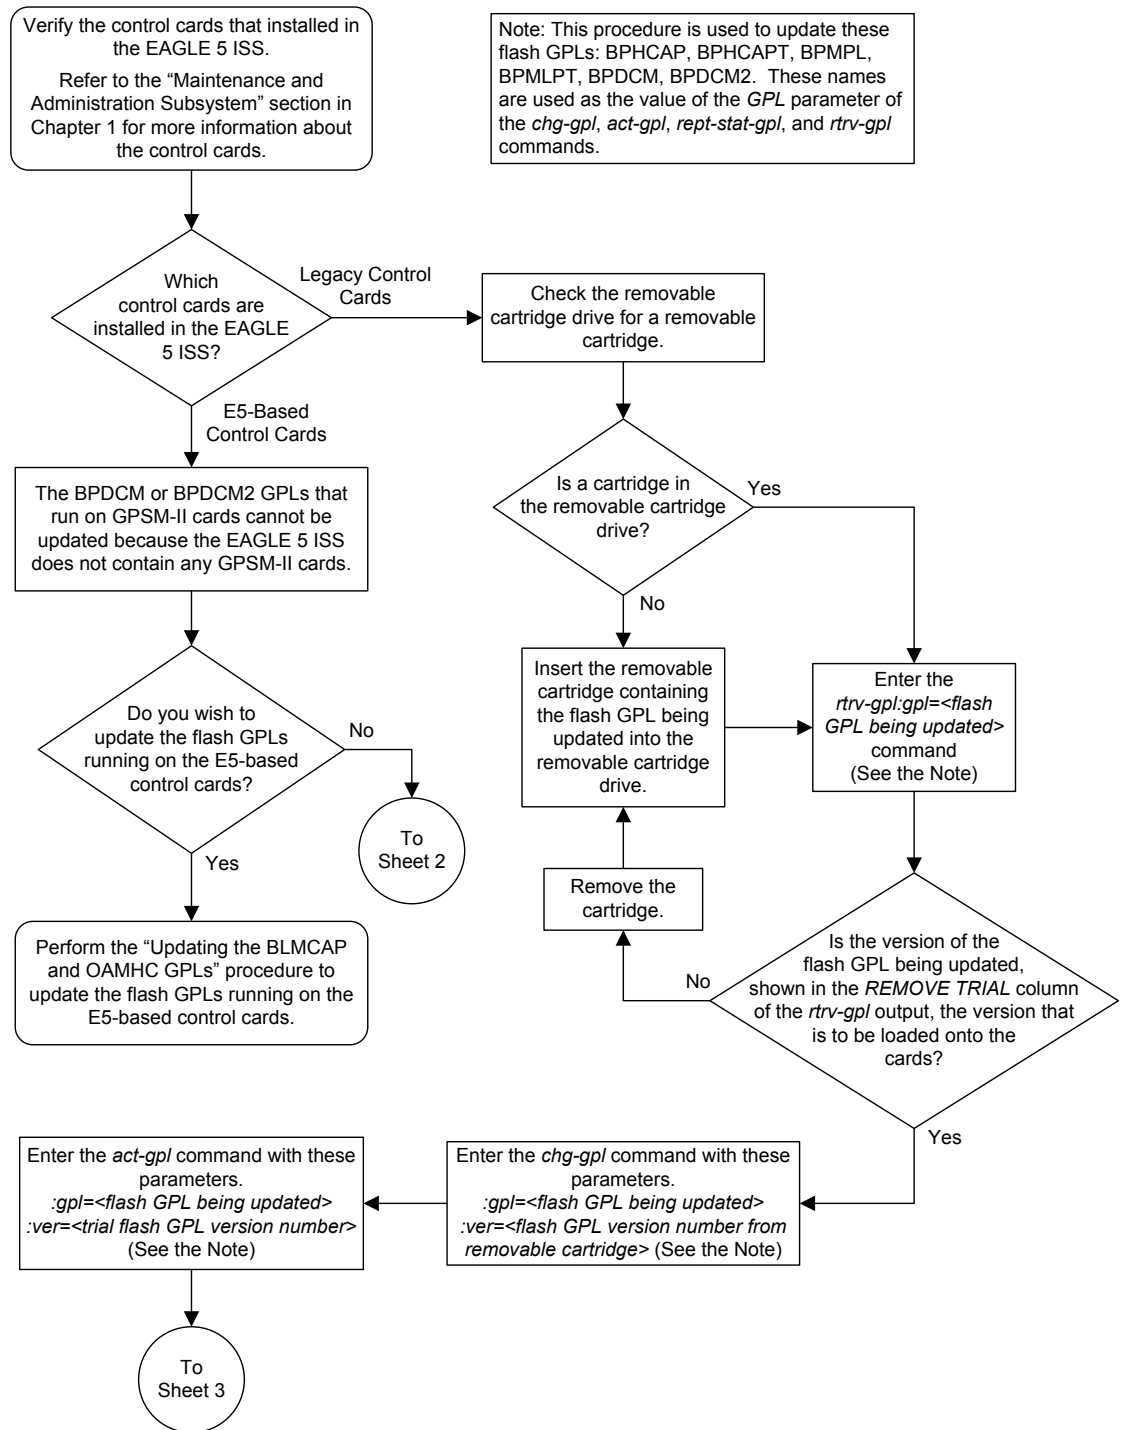 Verify the control cards that installed in
the EAGLE 5 ISS.
Refer to the “Maintenance and
Administration Subsystem” section in
Chapter 1 for more information about
the control cards.
Note: This procedure is used to update these
flash GPLs: BPHCAP, BPHCAPT, BPMPL,
BPMLPT, BPDCM, BPDCM2. These names
are used as the value of the GPL parameter of
the chg-gpl, act-gpl, rept-stat-gpl, and rtrv-gpl
commands.
Which
control cards are
installed in the EAGLE
5 ISS?
Legacy Control
Cards
Check the removable
cartridge drive for a removable
cartridge.
E5-Based
Control Cards
The BPDCM or BPDCM2 GPLs that
run on GPSM-II cards cannot be
updated because the EAGLE 5 ISS
does not contain any GPSM-II cards.
Is a cartridge in
the removable cartridge
drive?
Yes
No
Do you wish to
update the flash GPLs
running on the E5-based
control cards?
No
To
Sheet 2
Yes
Insert the removable
cartridge containing
the flash GPL being
updated into the
removable cartridge
drive.
Enter the
rtrv-gpl:gpl=<flash
GPL being updated>
command
(See the Note)
Remove the
cartridge.
Perform the “Updating the BLMCAP
and OAMHC GPLs” procedure to
update the flash GPLs running on the
E5-based control cards.
Is the version of the
flash GPL being updated,
shown in the REMOVE TRIAL column
of the rtrv-gpl output, the version that
is to be loaded onto the
cards?
No
Yes
Enter the act-gpl command with these
parameters.
:gpl=<flash GPL being updated>
:ver=<trial flash GPL version number>
(See the Note)
Enter the chg-gpl command with these
parameters.
:gpl=<flash GPL being updated>
:ver=<flash GPL version number from
removable cartridge> (See the Note)
To
Sheet 3